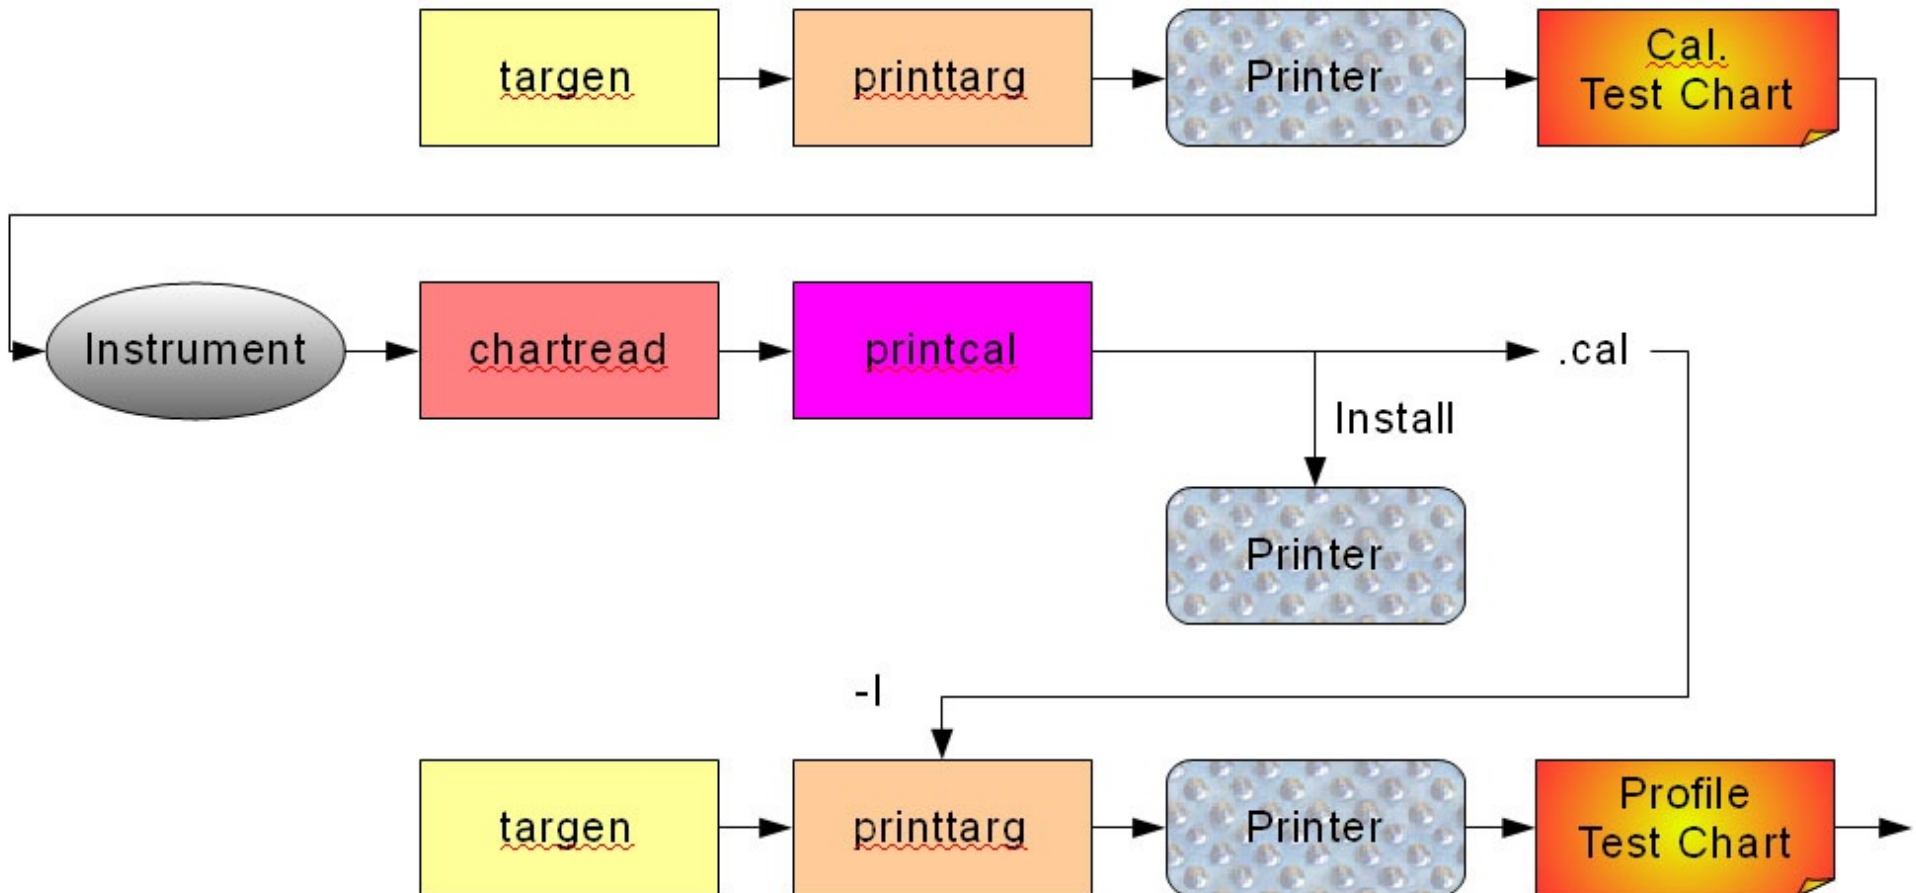 targen
printtarg
Printer
Cal.
Test Chart
Instrument
chartread
printcal
.cal
Install
Printer
-I
targen
printtarg
Printer
Profile
Test Chart